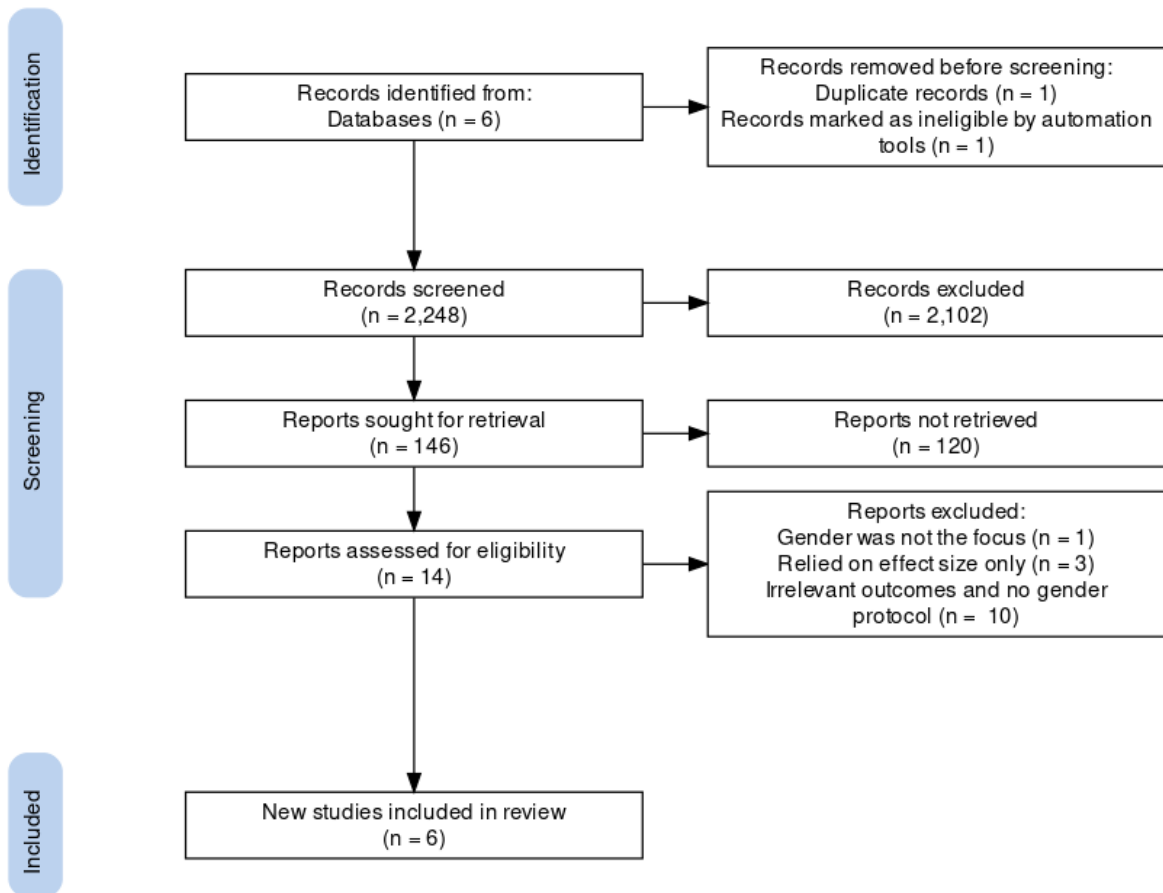 Identification
Records identified from:
Databases (n = 6)
Records removed before screening:
Duplicate records (n = 1)
Records marked as ineligible by automation
tools (n = 1)
Screening
Records screened
(n = 2,248)
Records excluded
(n = 2,102)
Reports sought for retrieval
(n = 146)
Reports not retrieved
(n = 120)
Reports assessed for eligibility
(n = 14)
Reports excluded:
Gender was not the focus (n = 1)
Relied on effect size only (n = 3)
Irrelevant outcomes and no gender
protocol (n = 10)
Included
New studies included in review
(n = 6)